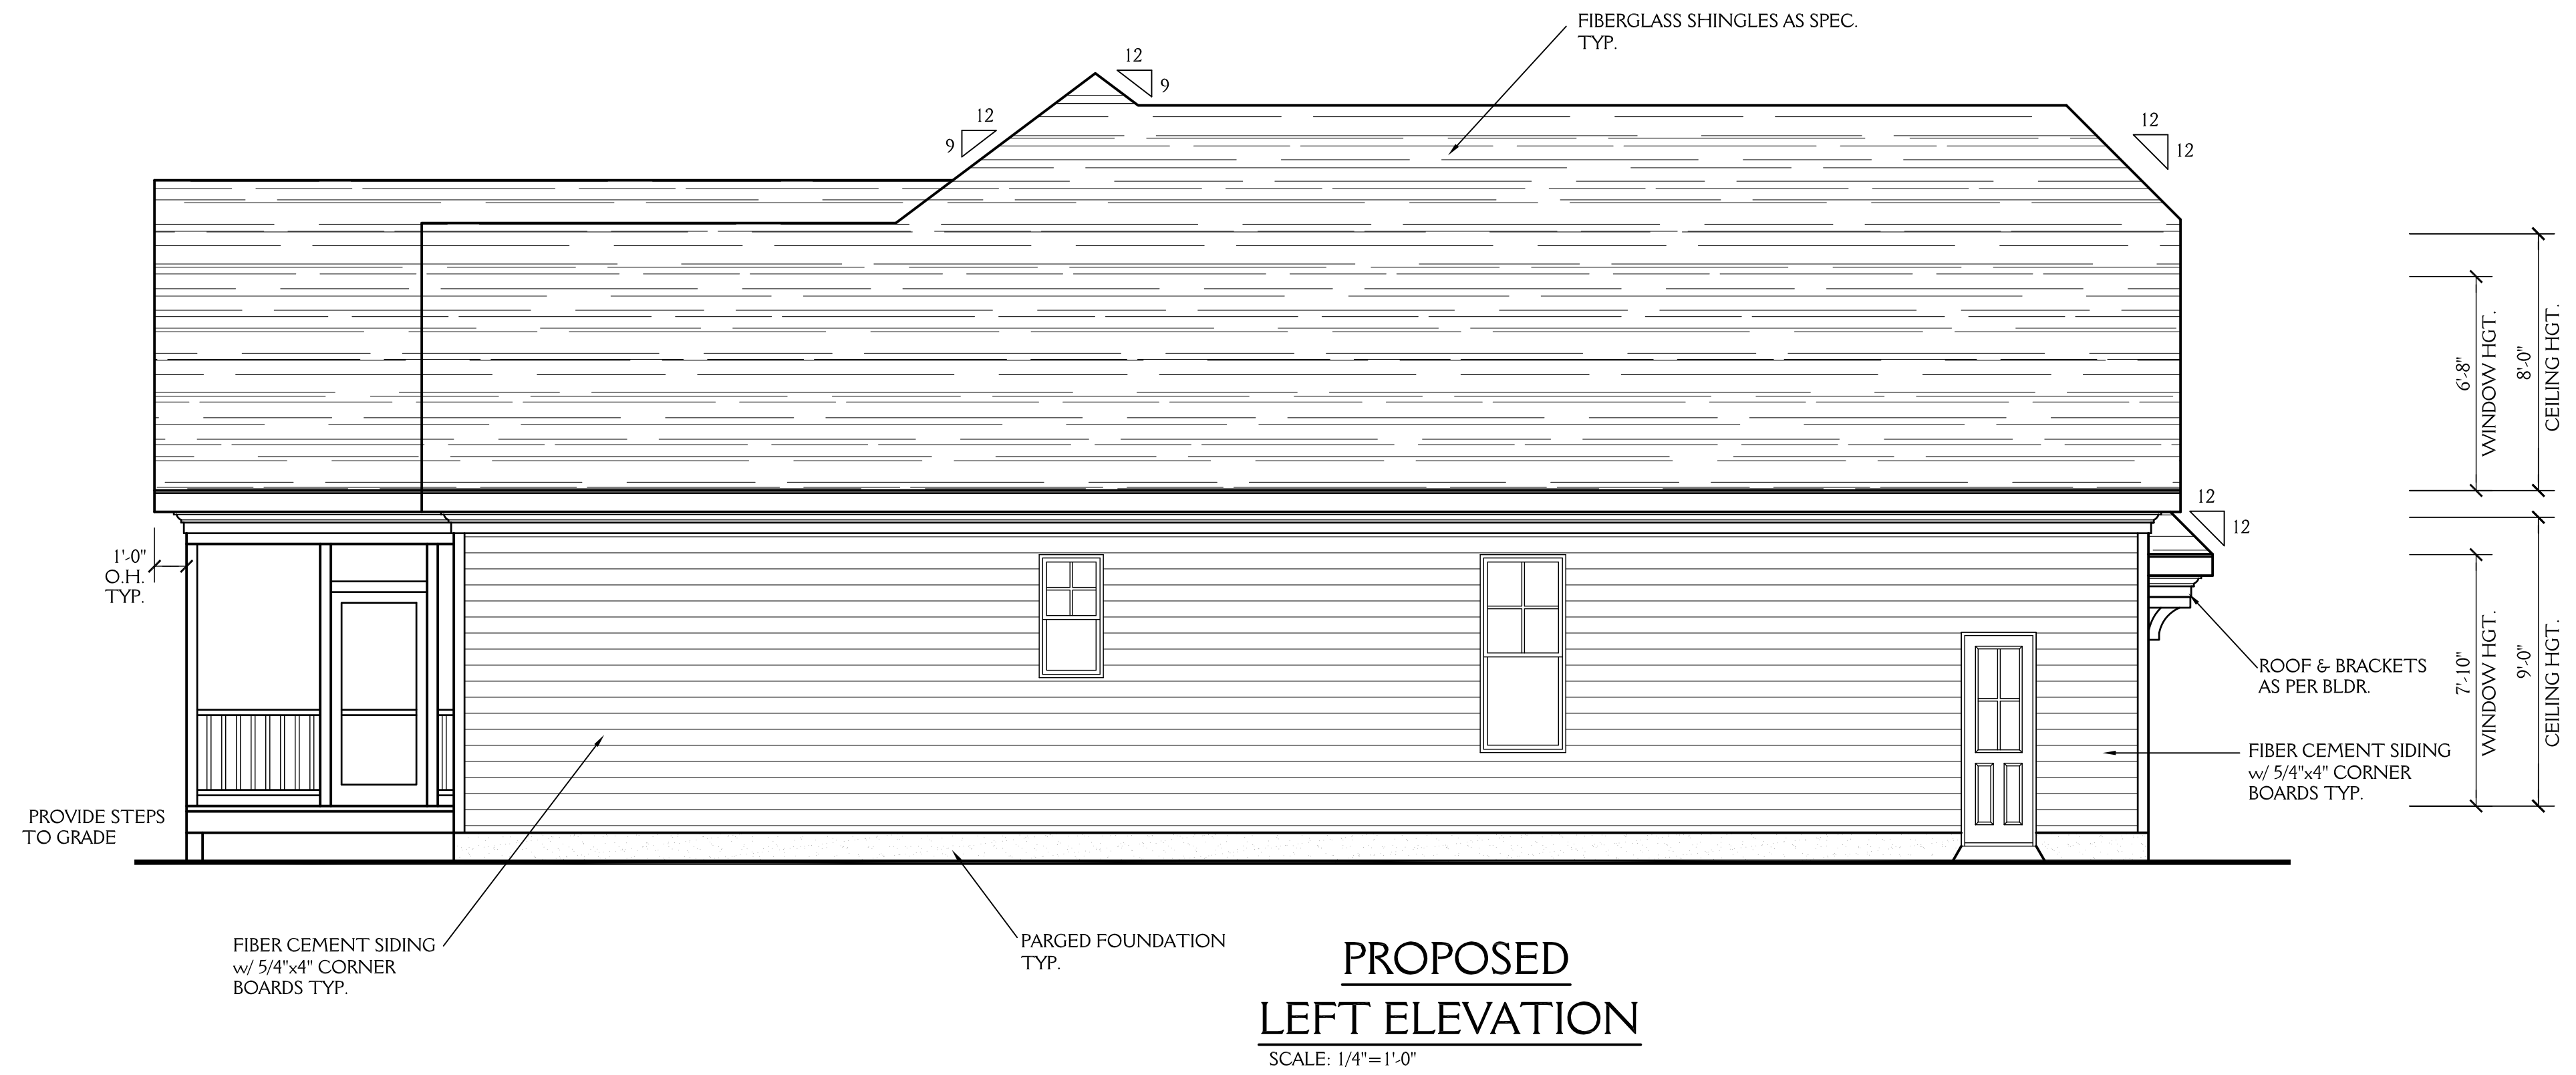 FIBERGLASS SHINGLES AS SPEC.
TYP.
12
9
12
9
12
12
12
12
6'-8"
WINDOW HGT.
8'-0"
CEILING HGT.
1'-0"
O.H.
TYP.
ROOF & BRACKETS
AS PER BLDR.
7'-10"
WINDOW HGT.
9'-0"
CEILING HGT.
FIBER CEMENT SIDING
w/ 5/4"x4" CORNER
BOARDS TYP.
PROVIDE STEPS
TO GRADE
FIBER CEMENT SIDING
w/ 5/4"x4" CORNER
BOARDS TYP.
PARGED FOUNDATION
TYP.
PROPOSED
LEFT ELEVATION
SCALE: 1/4"=1'-0"